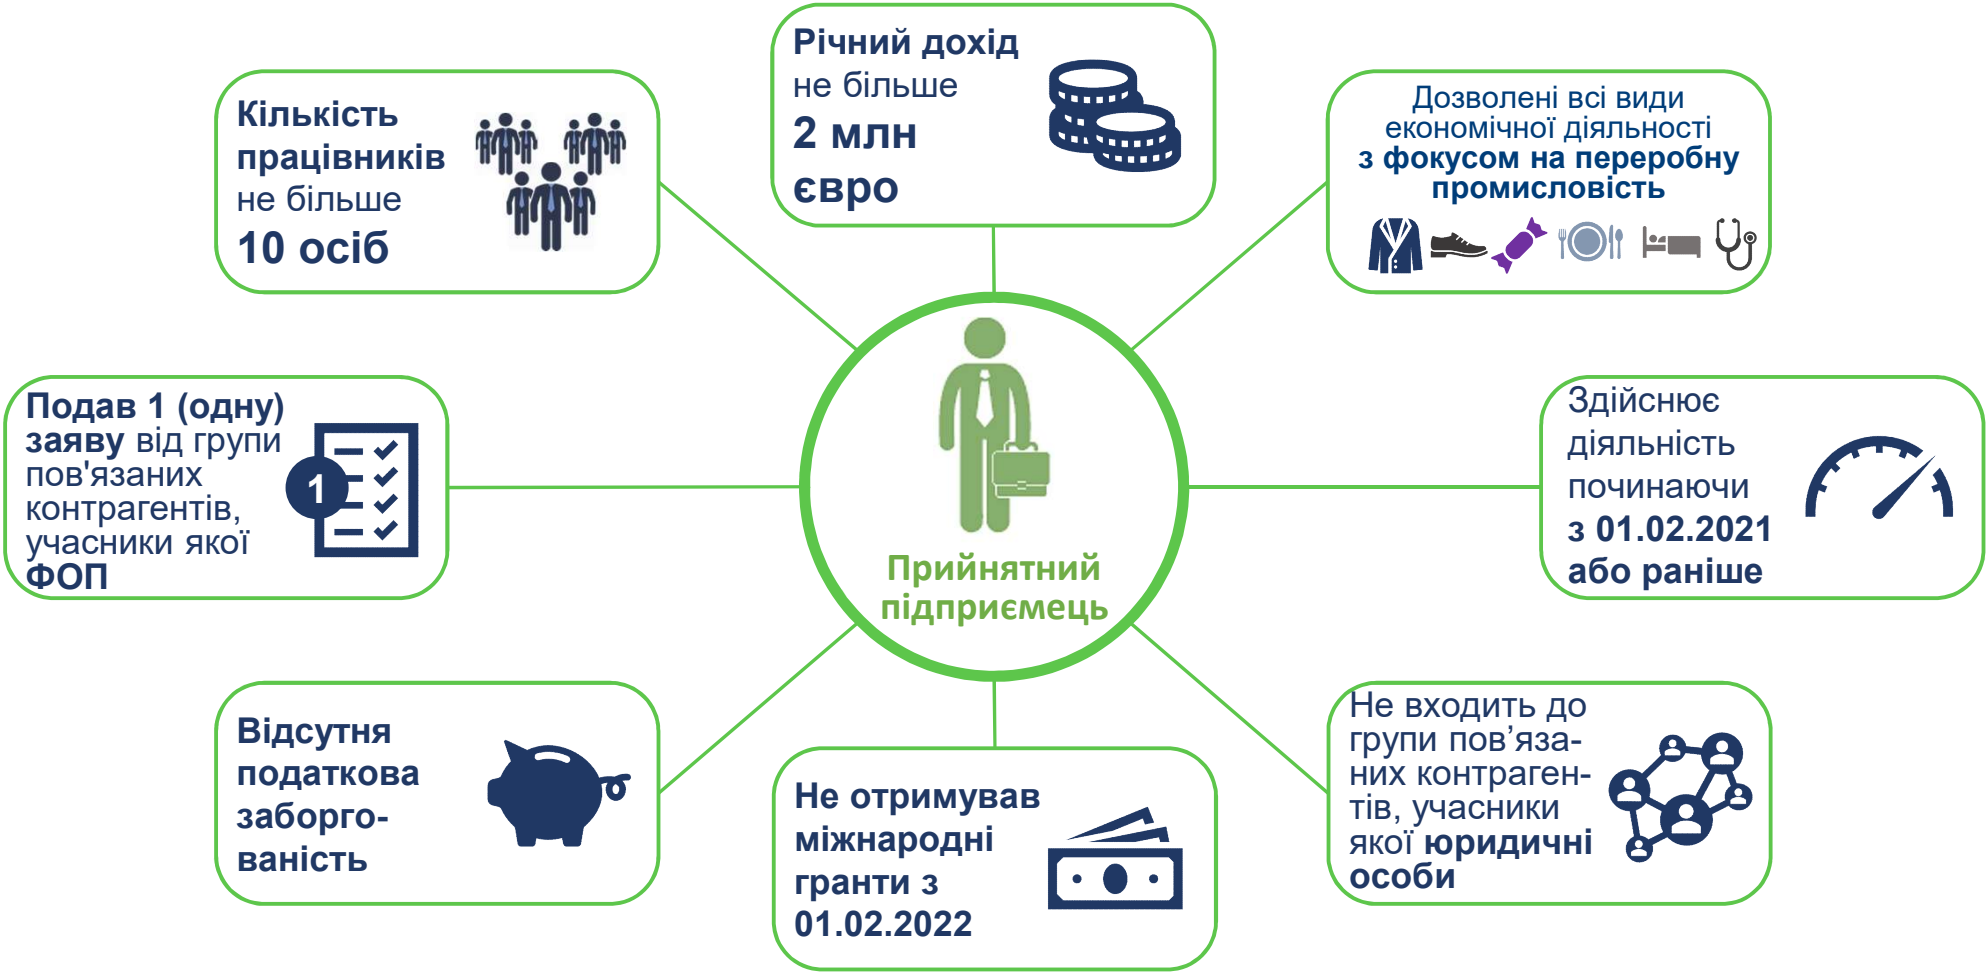 Річний дохід
не більше
2 млн
євро
Кількість
працівників
не більше
10 осіб
Дозволені всі види
економічної діяльності
з фокусом на переробну
промисловість
Подав 1 (одну)
заяву від групи
пов'язаних
контрагентів,
учасники якої
ФОП
1
Прийнятний
підприємець
Здійснює
діяльність
починаючи
з 01.02.2021
або раніше
Відсутня
податкова
заборго-
ваність
Не отримував
міжнародні
гранти з
01.02.2022
Не входить до
групи пов’яза-
них контраген-
тів, учасники
якої юридичні
особи